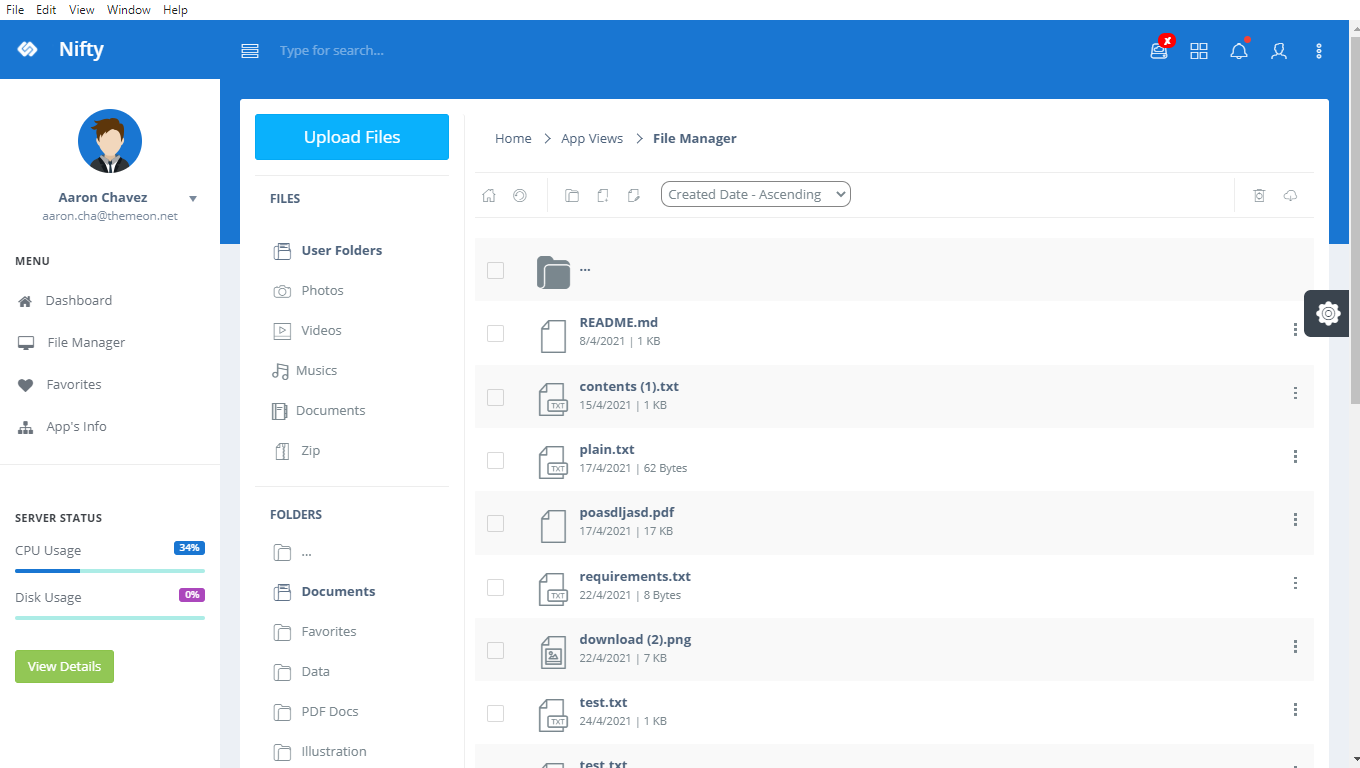 File Edit View Window Help
Nifty
Type for search...
x
Aaron Chavez
aaron.cha@themeon.net
MENU
Dashboard
File Manager
Favorites
App's Info
SERVER STATUS
CPU Usage 34%
Disk Usage 0%
View Details
Upload Files
FILES
User Folders
Photos
Videos
Musics
Documents
Zip
FOLDERS
...
Documents
Favorites
Data
PDF Docs
Illustration
Home > App Views > File Manager
Created Date - Ascending
...
README.md
8/4/2021 | 1 KB
contents (1).txt
15/4/2021 | 1 KB
TXT
plain.txt
17/4/2021 | 62 Bytes
TXT
poasdljasd.pdf
17/4/2021 | 17 KB
requirements.txt
22/4/2021 | 8 Bytes
TXT
download (2).png
22/4/2021 | 7 KB
test.txt
24/4/2021 | 1 KB
TXT
test.txt